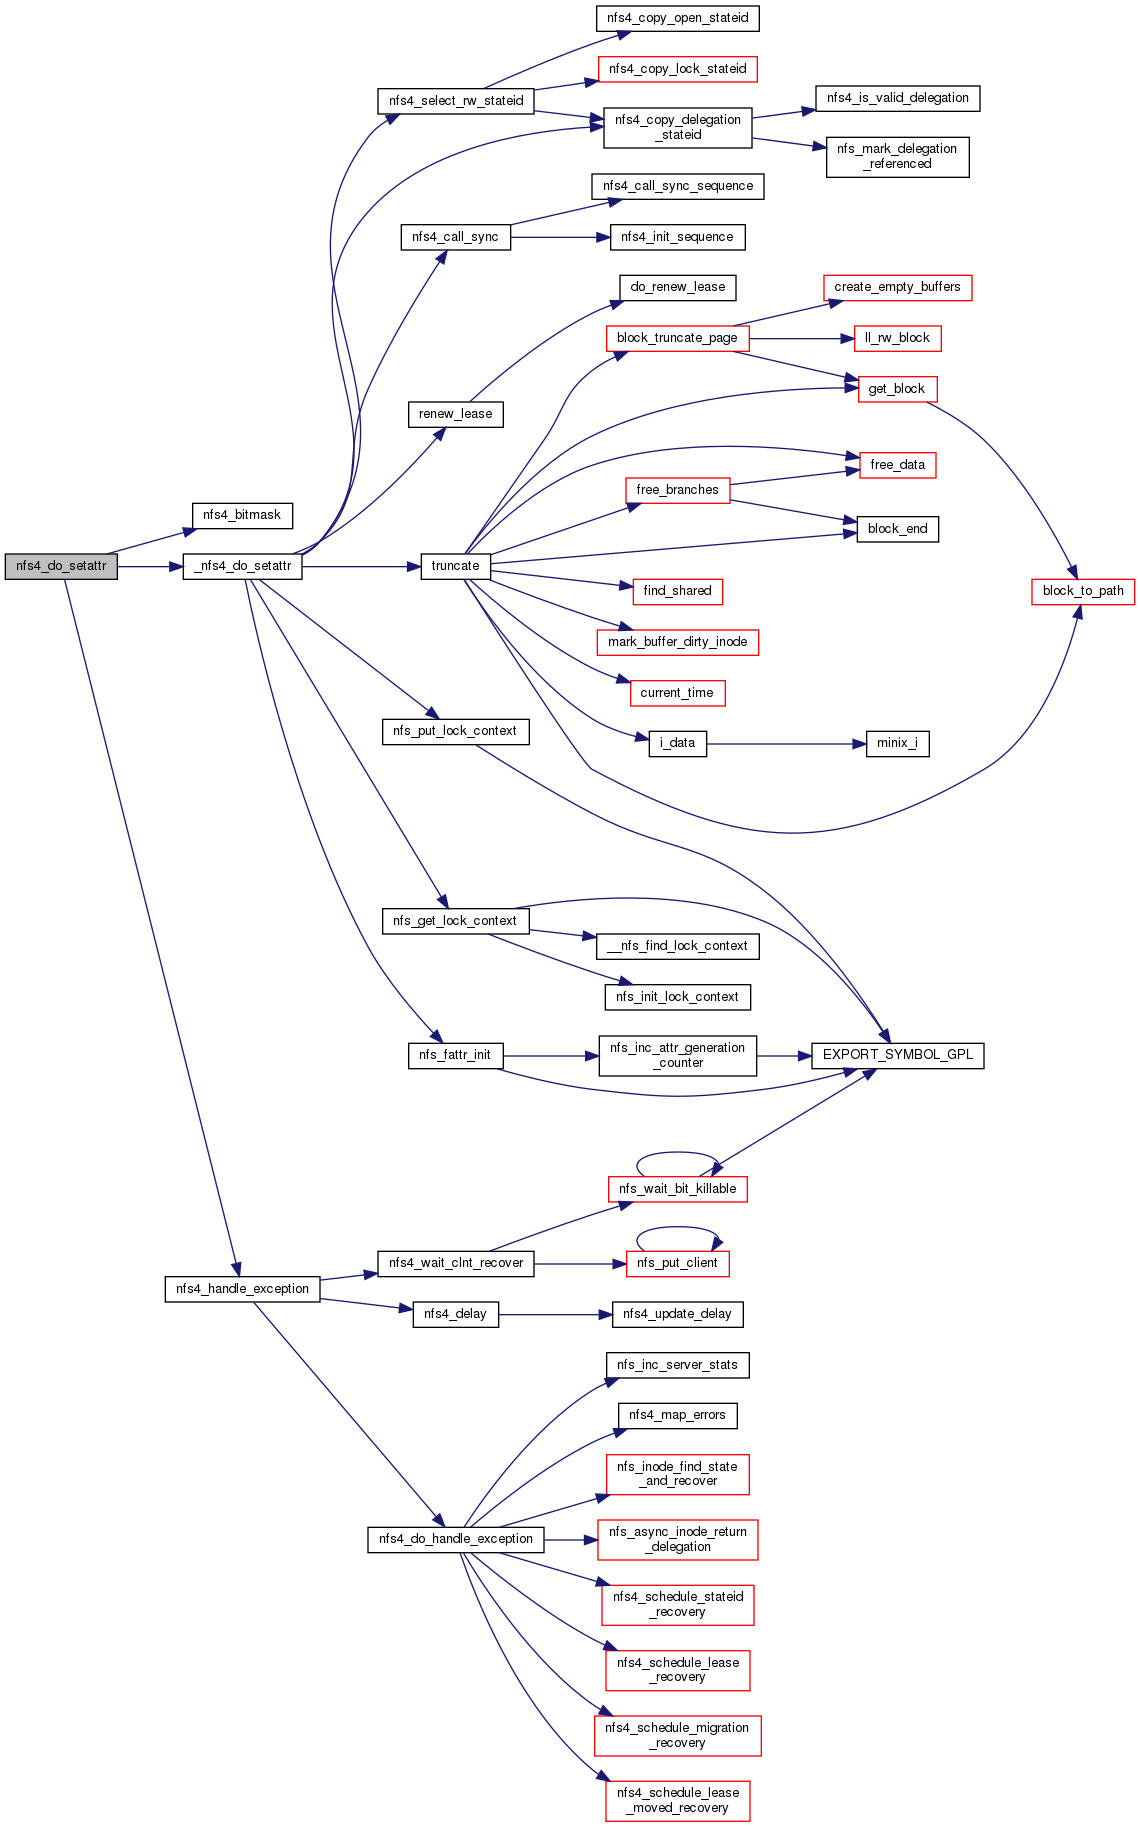 nfs4_copy_open_stateid
nfs4_copy_lock_stateid
nfs4_select_rw_stateid
nfs4_is_valid_delegation
nfs4_copy_delegation
_stateid
nfs_mark_delegation
_referenced
nfs4_call_sync_sequence
nfs4_call_sync
nfs4_init_sequence
do_renew_lease
create_empty_buffers
block_truncate_page
ll_rw_block
get_block
renew_lease
free_data
free_branches
nfs4_bitmask
block_end
nfs4_do_setattr
_nfs4_do_setattr
truncate
find_shared
block_to_path
mark_buffer_dirty_inode
current_time
nfs_put_lock_context
i_data
minix_i
nfs_get_lock_context
__nfs_find_lock_context
nfs_init_lock_context
nfs_fattr_init
nfs_inc_attr_generation
_counter
EXPORT_SYMBOL_GPL
nfs_wait_bit_killable
nfs4_wait_clnt_recover
nfs_put_client
nfs4_handle_exception
nfs4_delay
nfs4_update_delay
nfs_inc_server_stats
nfs4_map_errors
nfs_inode_find_state
_and_recover
nfs4_do_handle_exception
nfs_async_inode_return
_delegation
nfs4_schedule_stateid
_recovery
nfs4_schedule_lease
_recovery
nfs4_schedule_migration
_recovery
nfs4_schedule_lease
_moved_recovery